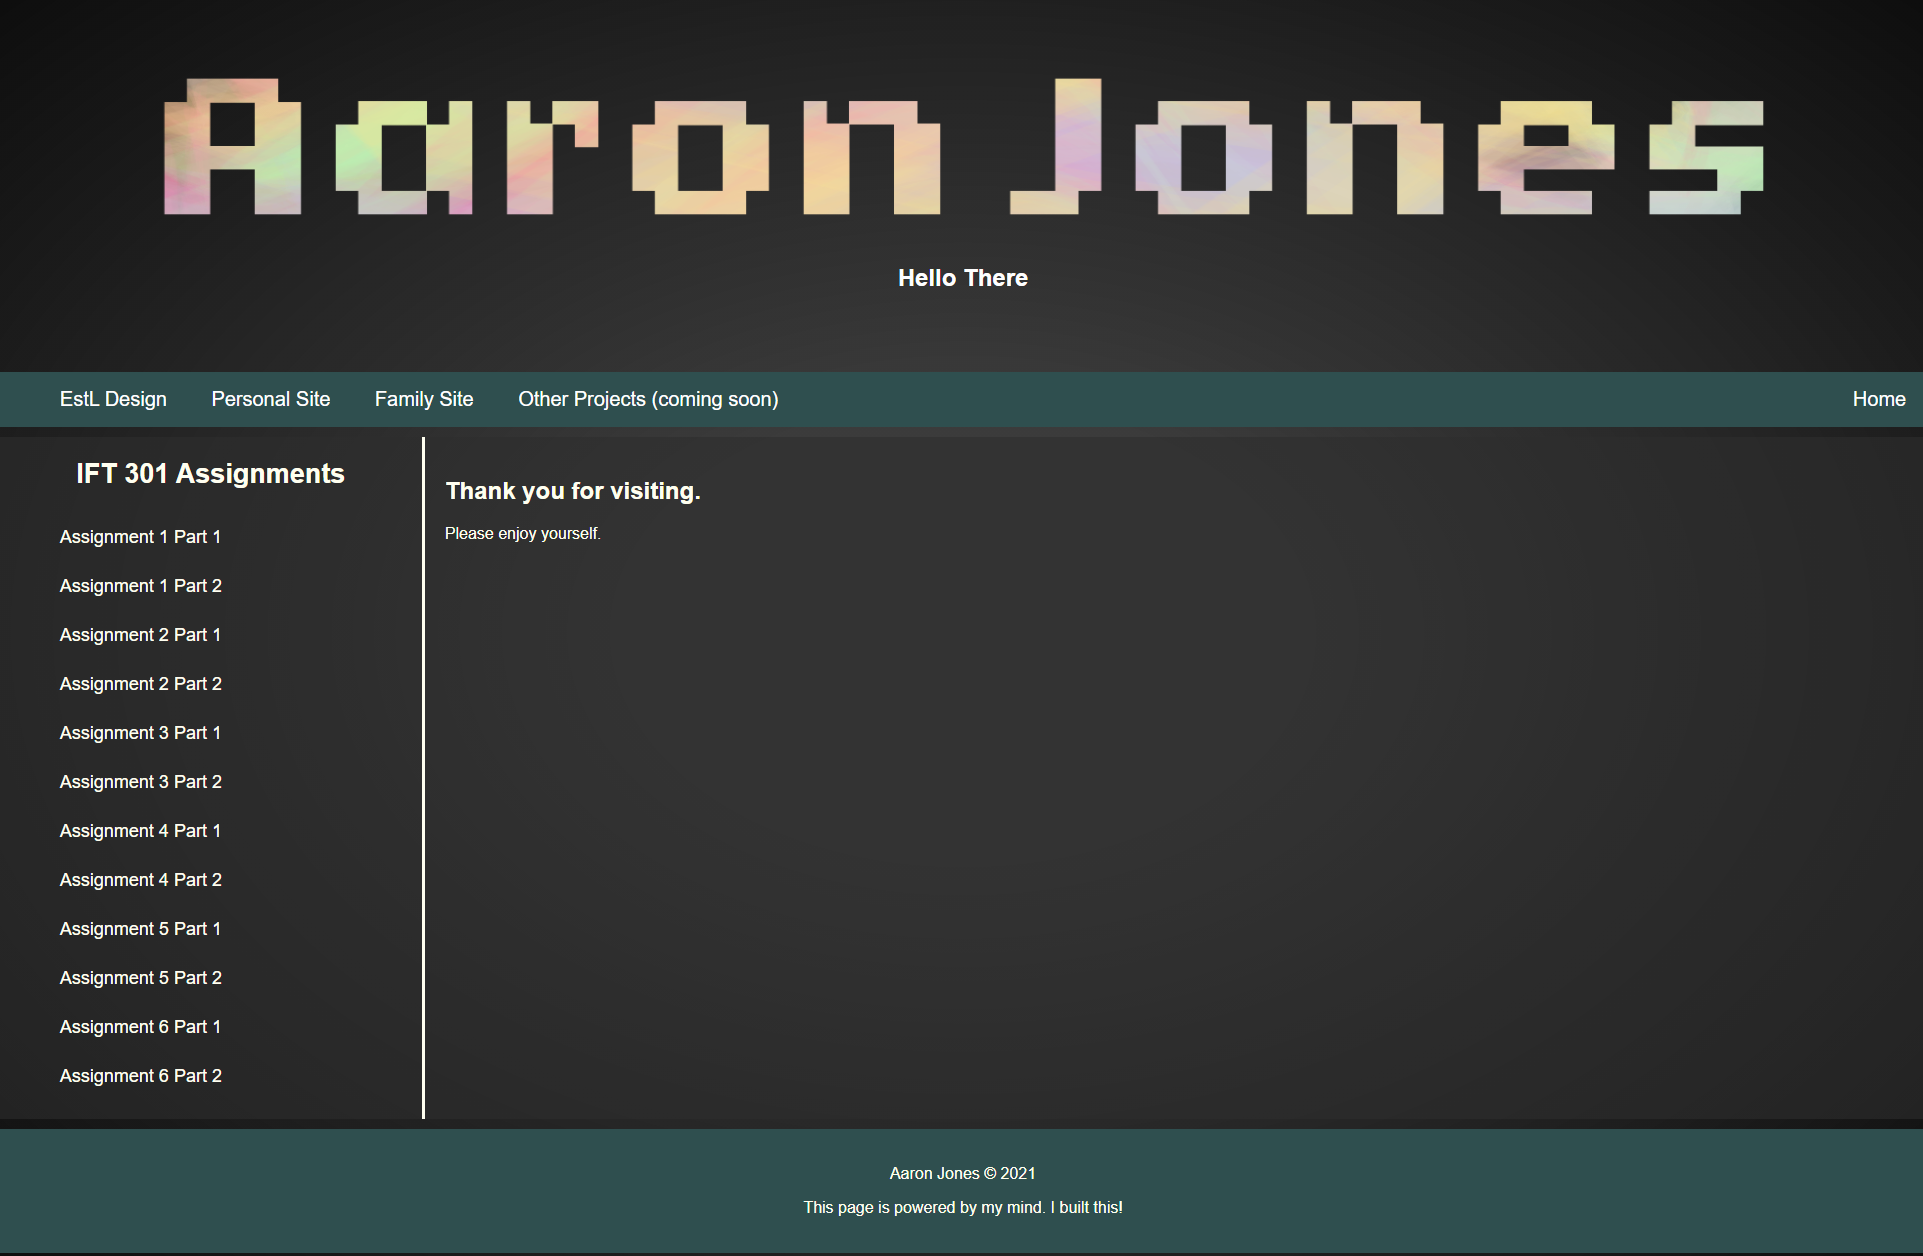 Aaron Jones
Hello There
EstL Design Personal Site Family Site Other Projects (coming soon) Home
IFT 301 Assignments
Assignment 1 Part 1
Assignment 1 Part 2
Assignment 2 Part 1
Assignment 2 Part 2
Assignment 3 Part 1
Assignment 3 Part 2
Assignment 4 Part 1
Assignment 4 Part 2
Assignment 5 Part 1
Assignment 5 Part 2
Assignment 6 Part 1
Assignment 6 Part 2
Thank you for visiting.
Please enjoy yourself.
Aaron Jones © 2021
This page is powered by my mind. I built this!